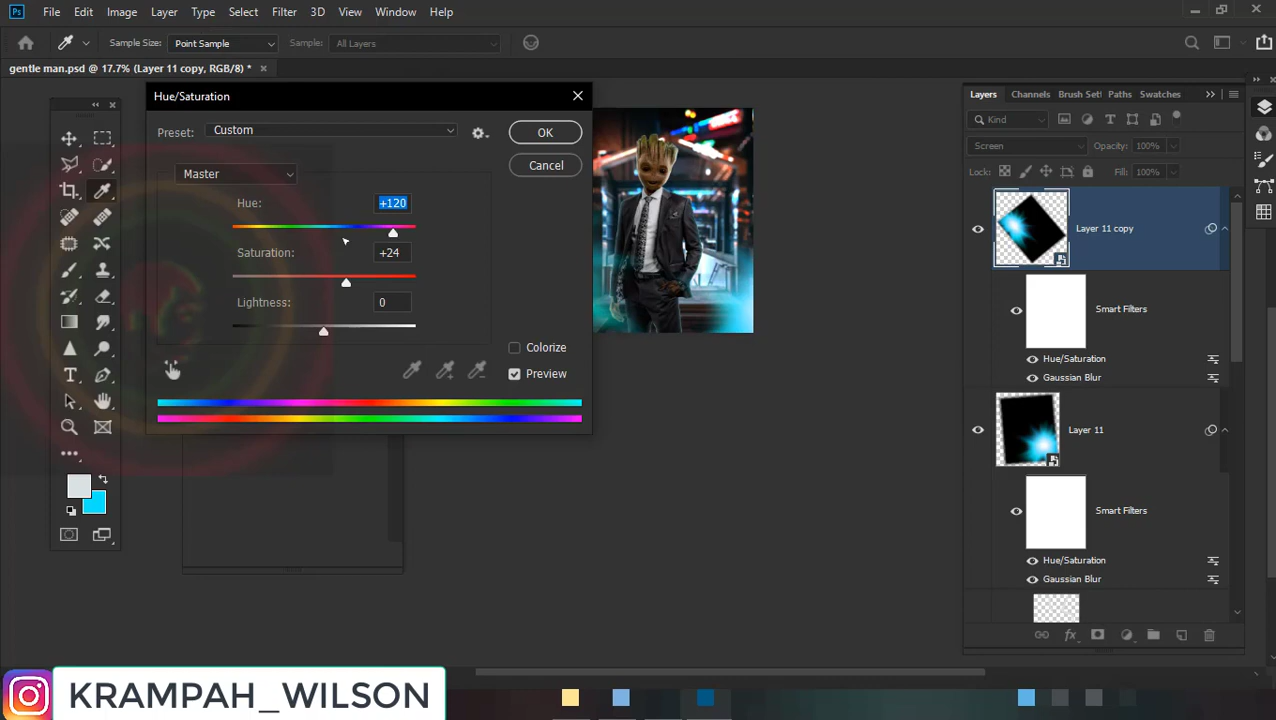 Ps File Edit Image Layer Type Select Filter 3D View Window Help
Sample Size: Point Sample Sample: All Layers
gentle man.psd @ 17.7% (Layer 11 copy, RGB/8) *
Hue/Saturation
Preset: Custom
OK
Cancel
Master
Hue: +120
Saturation: +24
Lightness: 0
Colorize
Preview
Layers Channels Brush Set Paths Swatches
Kind
Screen Opacity: 100%
Lock: Fill: 100%
Layer 11 copy
Smart Filters
Hue/Saturation
Gaussian Blur
Layer 11
Smart Filters
Hue/Saturation
Gaussian Blur
fx
KRAMPAH_WILSON